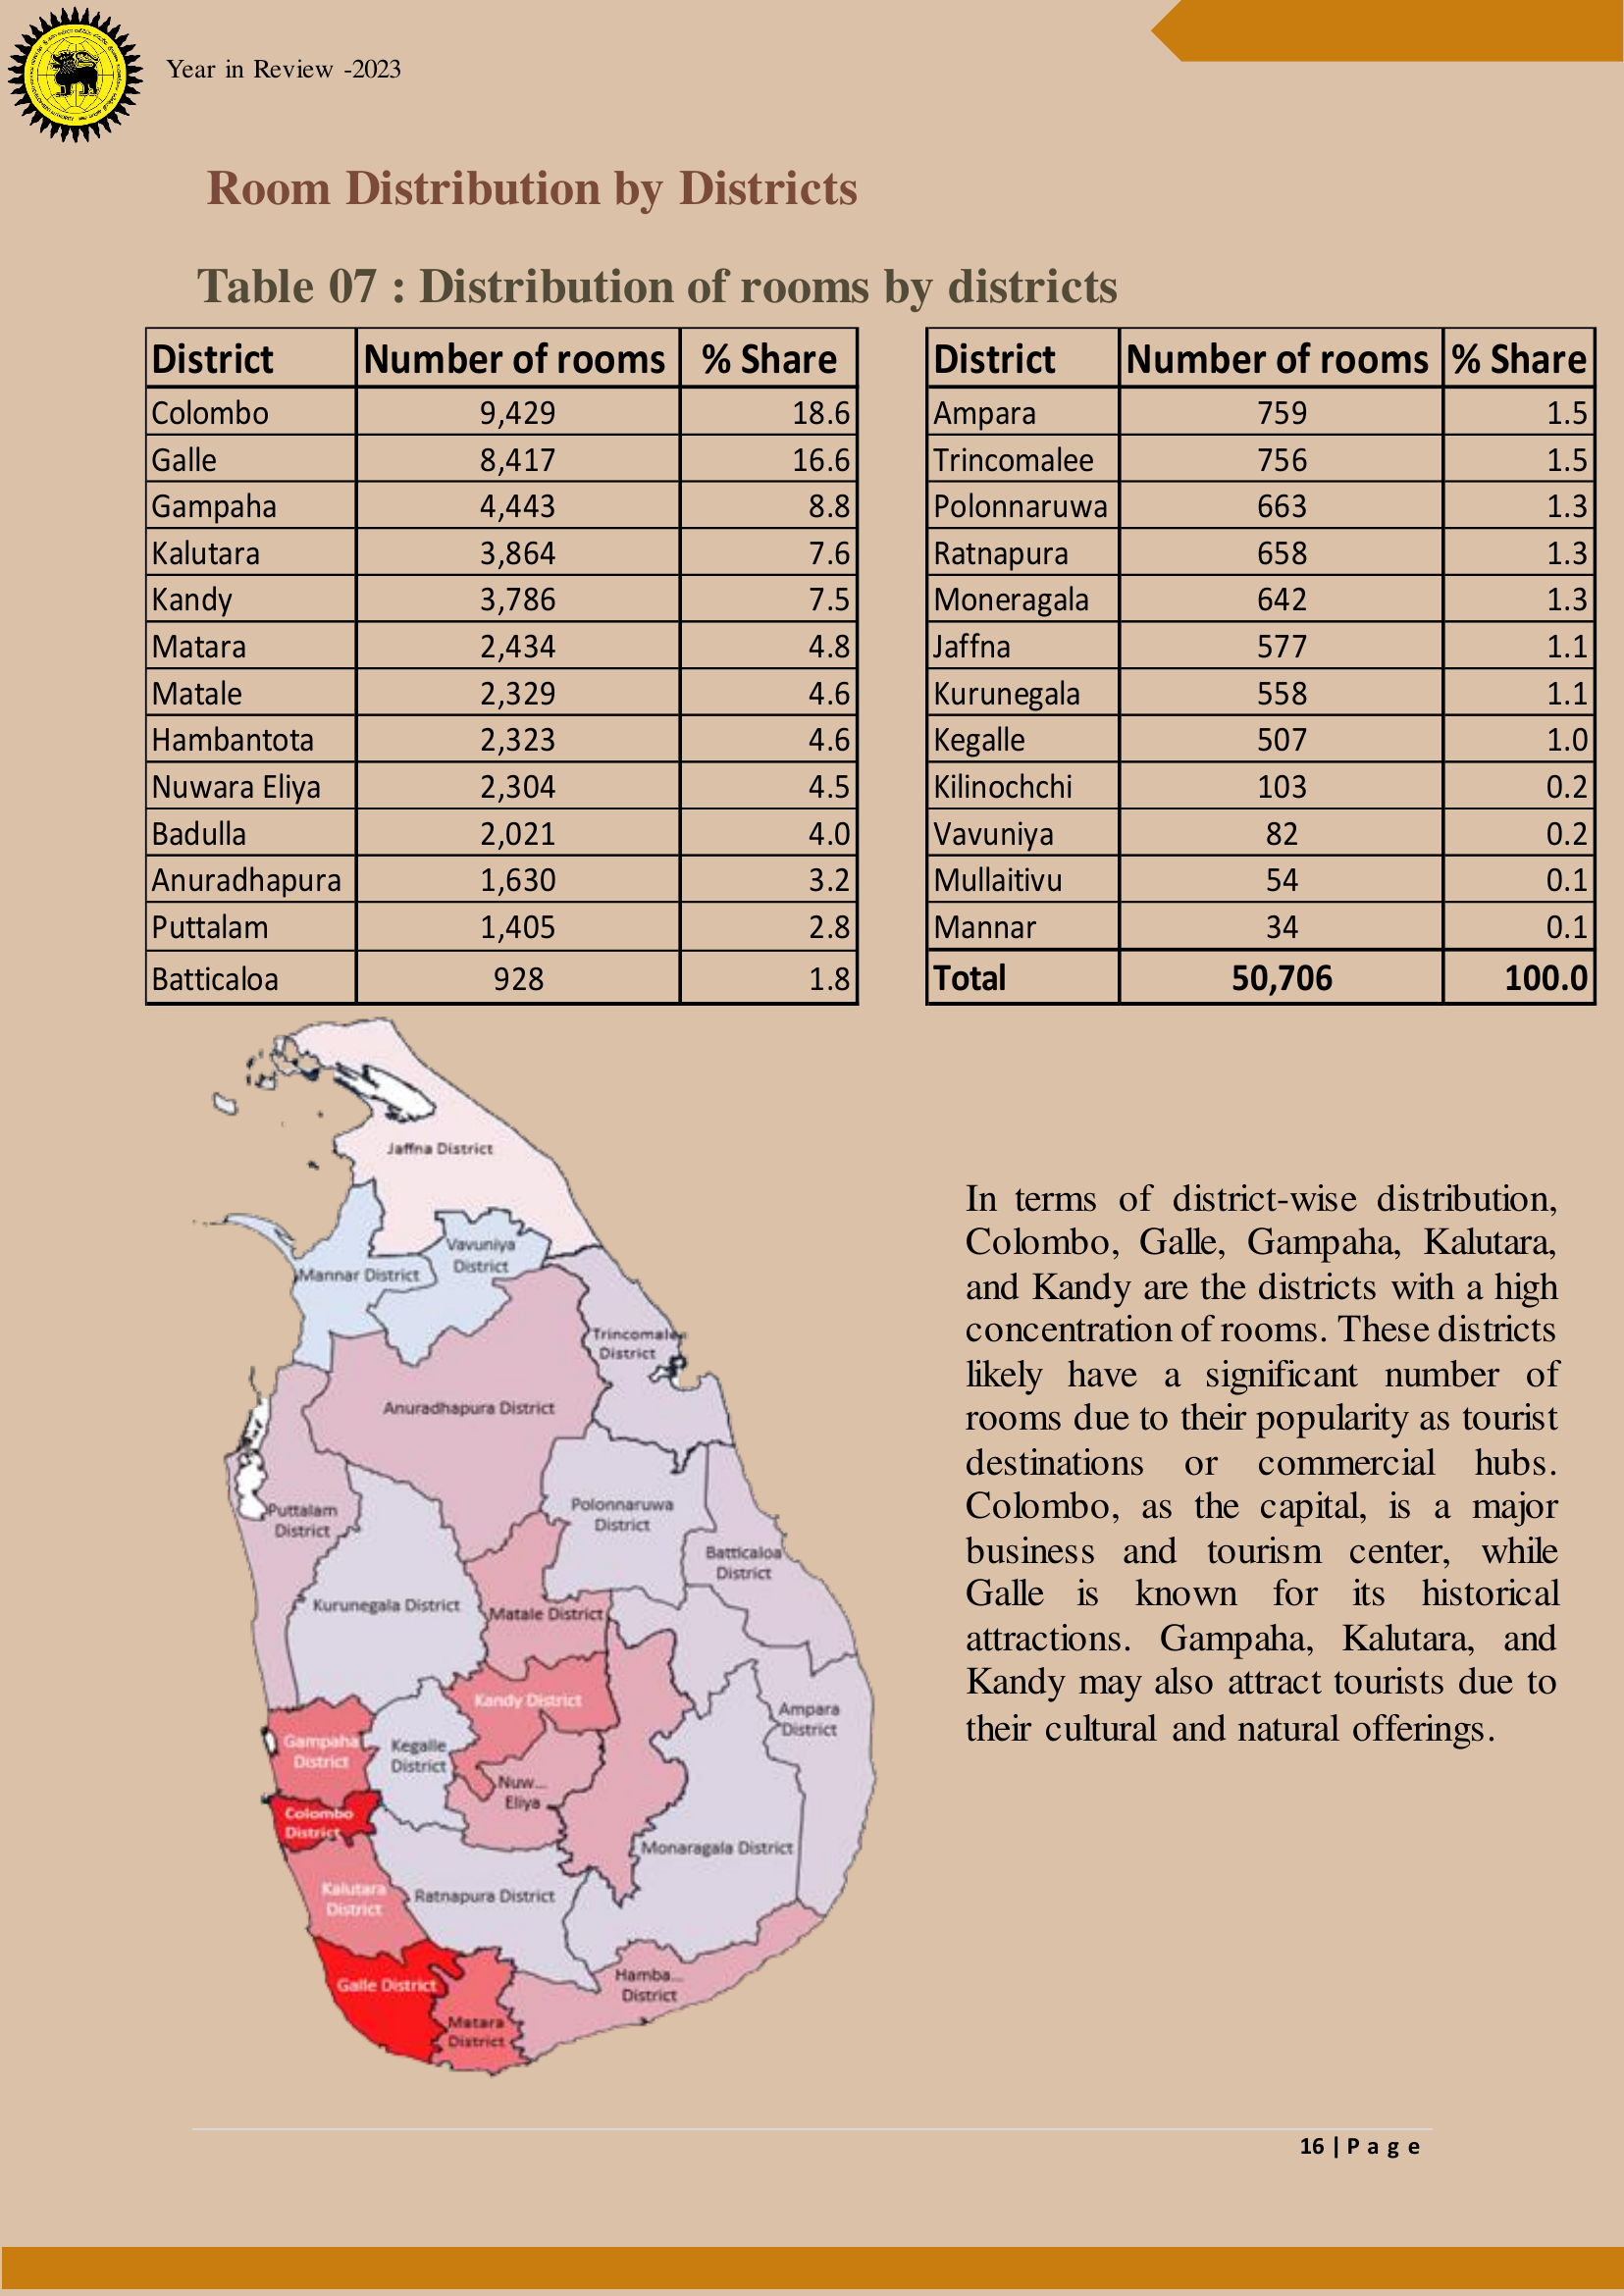 Year in Review -2023
Room Distribution by Districts
Table 07 : Distribution of rooms by districts
District Number of rooms % Share
Colombo 9,429 18.6
Galle 8,417 16.6
Gampaha 4,443 8.8
Kalutara 3,864 7.6
Kandy 3,786 7.5
Matara 2,434 4.8
Matale 2,329 4.6
Hambantota 2,323 4.6
Nuwara Eliya 2,304 4.5
Badulla 2,021 4.0
Anuradhapura 1,630 3.2
Puttalam 1,405 2.8
Batticaloa 928 1.8
District Number of rooms % Share
Ampara 759 1.5
Trincomalee 756 1.5
Polonnaruwa 663 1.3
Ratnapura 658 1.3
Moneragala 642 1.3
Jaffna 577 1.1
Kurunegala 558 1.1
Kegalle 507 1.0
Kilinochchi 103 0.2
Vavuniya 82 0.2
Mullaitivu 54 0.1
Mannar 34 0.1
Total 50,706 100.0
Jaffna District
Vavuniya
District
Mannar District
Trincomale
District
Anuradhapura District
Puttalam
District
Polonnaruwa
District
Batticaloa
District
Kurunegala District
Matale District
Kandy District
Ampara
District
Gampaha
District
Kegalle
District
Nuw...
Eliya
Colombo
District
Monaragala District
Kalutara
District
Ratnapura District
Galle District
Hamba...
District
Matara
District
In terms of district-wise distribution,
Colombo, Galle, Gampaha, Kalutara,
and Kandy are the districts with a high
concentration of rooms. These districts
likely have a significant number of
rooms due to their popularity as tourist
destinations or commercial hubs.
Colombo, as the capital, is a major
business and tourism center, while
Galle is known for its historical
attractions. Gampaha, Kalutara, and
Kandy may also attract tourists due to
their cultural and natural offerings.
16 | P a g e